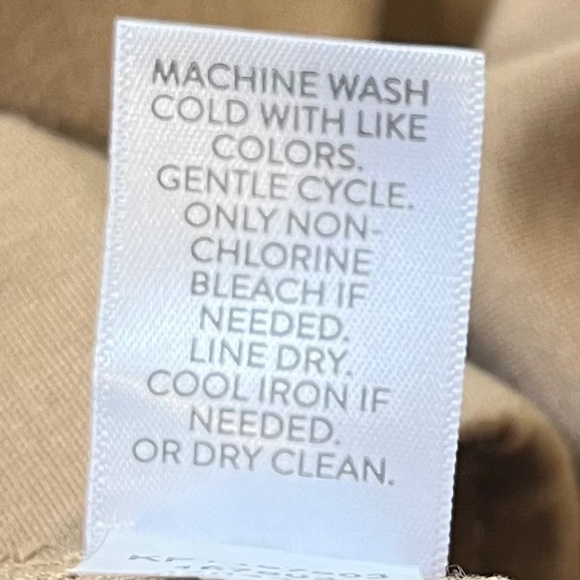 MACHINE WASH
COLD WITH LIKE
COLORS.
GENTLE CYCLE.
ONLY NON-
CHLORINE
BLEACH IF
NEEDED.
LINE DRY.
COOL IRON IF
NEEDED.
OR DRY CLEAN.